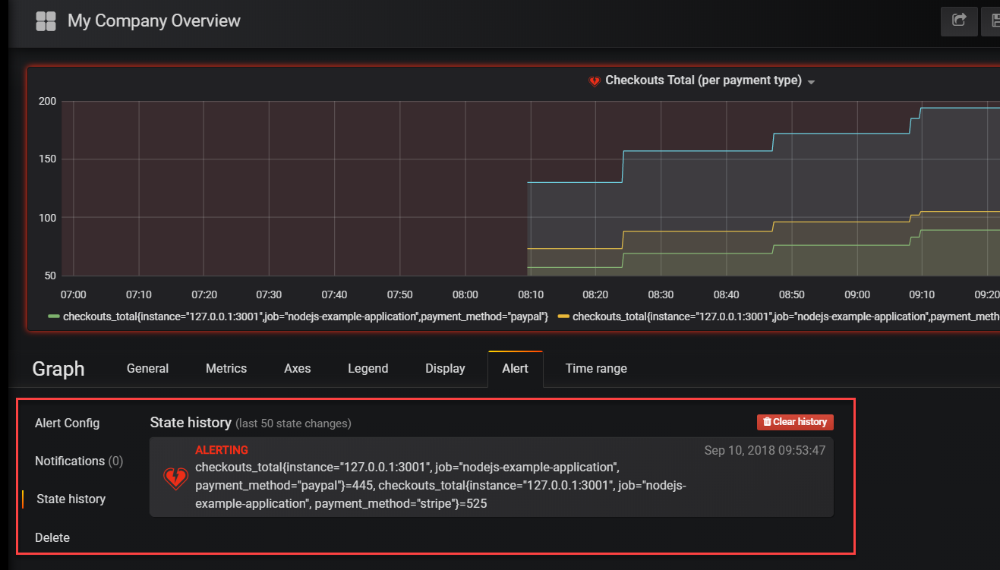 My Company Overview
Checkouts Total (per payment type)
200
150
100
50
07:00 07:10 07:20 07:30 07:40 07:50 08:00 08:10 08:20 08:30 08:40 08:50 09:00 09:10 09:20
checkouts_total{instance="127.0.0.1:3001",job="nodejs-example-application",payment_method="paypal"} checkouts_total{instance="127.0.0.1:3001",job="nodejs-example-application",payment_meth
Graph General Metrics Axes Legend Display Alert Time range
Alert Config
State history (last 50 state changes)
Clear history
ALERTING
Sep 10, 2018 09:53:47
checkouts_total{instance="127.0.0.1:3001", job="nodejs-example-application",
payment_method="paypal"}=445, checkouts_total{instance="127.0.0.1:3001", job="nodejs-
example-application", payment_method="stripe"}=525
Notifications (0)
State history
Delete